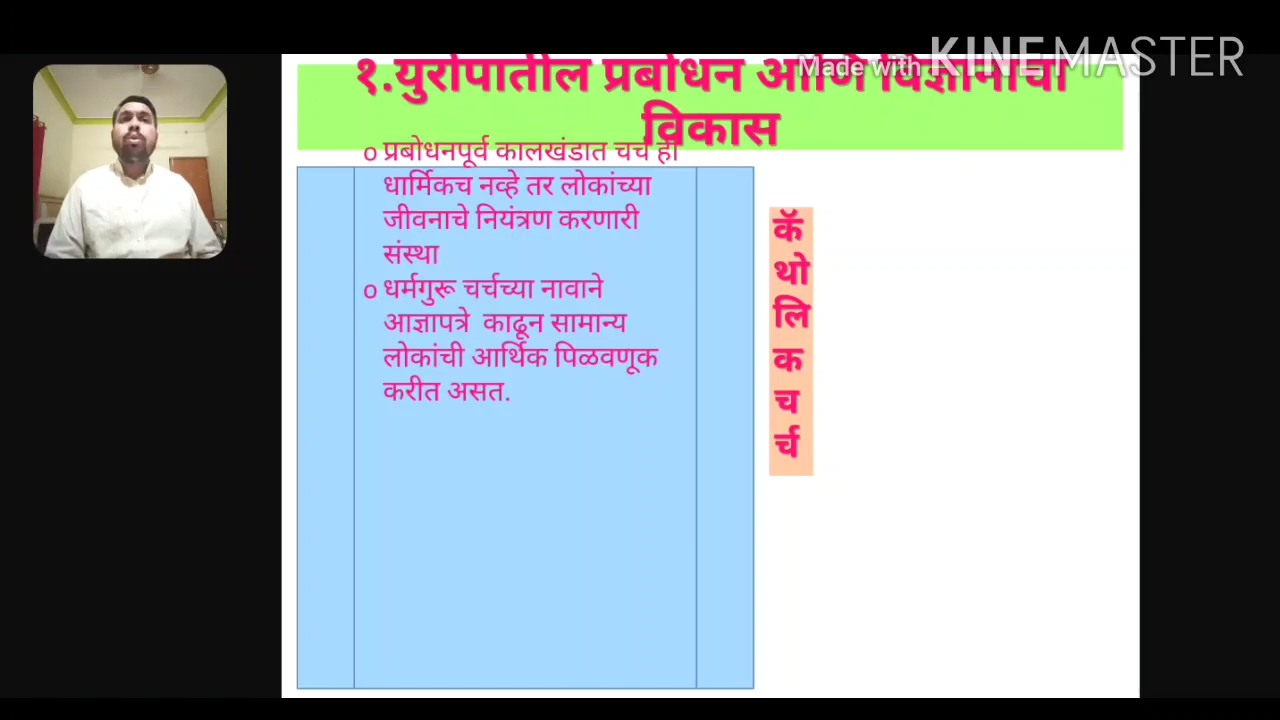 Made with KINEMASTER
१.युरोपातील प्रबोधन आणि विज्ञानाचा
विकास
o प्रबोधनपूर्व कालखंडात चर्च ही
धार्मिकच नव्हे तर लोकांच्या
जीवनाचे नियंत्रण करणारी
संस्था
o धर्मगुरू चर्चच्या नावाने
आज्ञापत्रे काढून सामान्य
लोकांची आर्थिक पिळवणूक
करीत असत.
कॅ
थो
लि
क
च
र्च